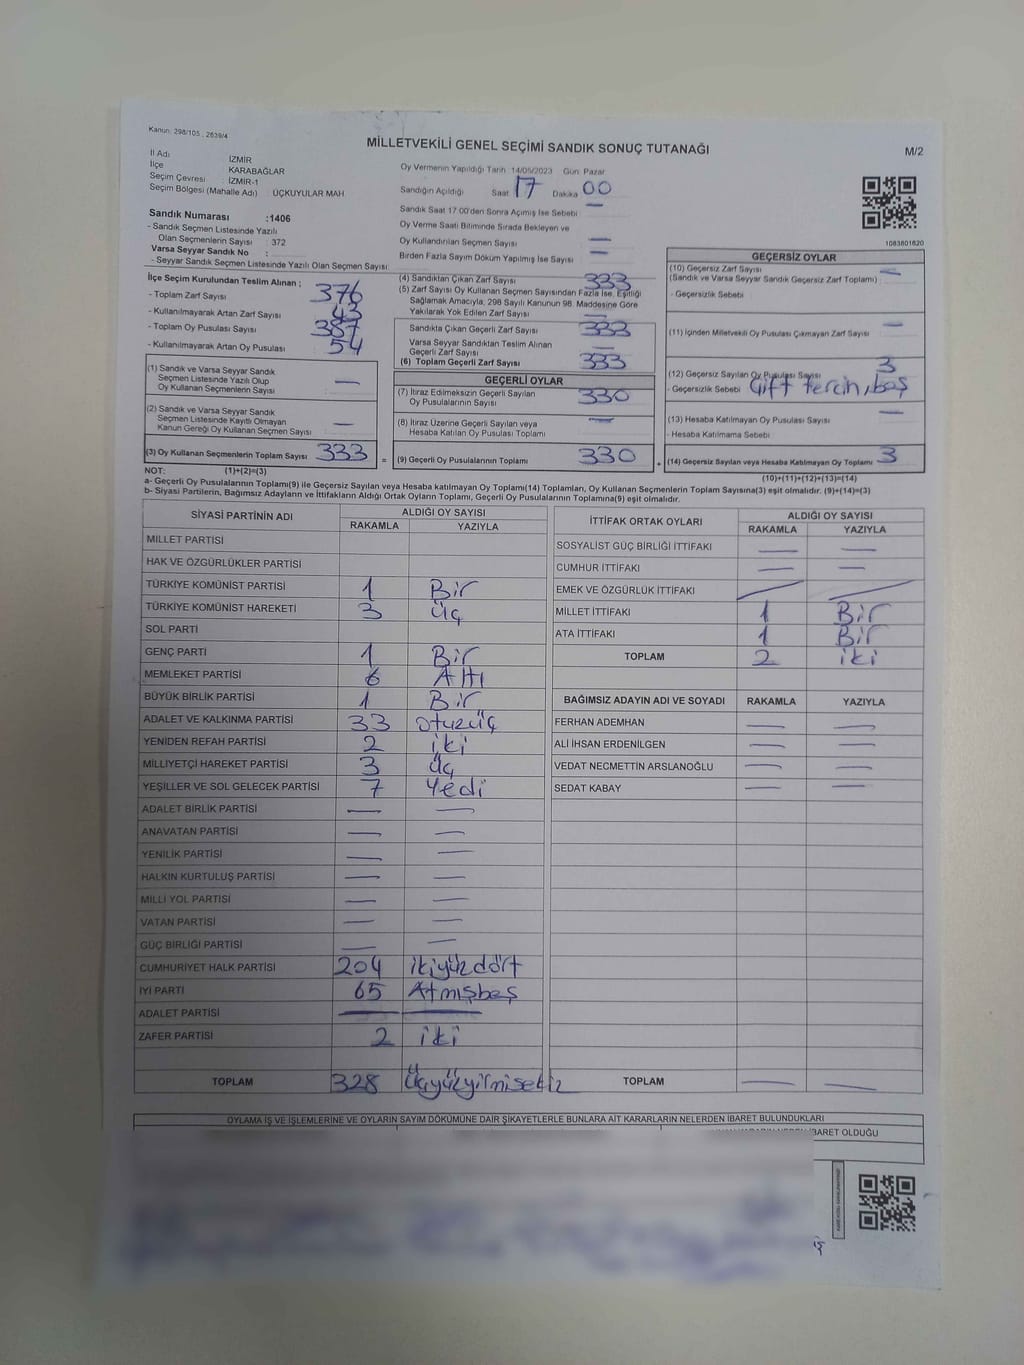 Kanun: 298/105 , 2839/4
MİLLETVEKİLİ GENEL SEÇİMİ SANDIK SONUÇ TUTANAĞI
M/2
İl Adı İZMİR
İlçe KARABAĞLAR
Seçim Çevresi İZMİR-1
Seçim Bölgesi (Mahalle Adı) ÜÇKUYULAR MAH
Sandık Numarası :1406
- Sandık Seçmen Listesinde Yazılı
Olan Seçmenlerin Sayısı : 372
Varsa Seyyar Sandık No :
- Seyyar Sandık Seçmen Listesinde Yazılı Olan Seçmen Sayısı:
Oy Vermenin Yapıldığı Tarih 14/05/2023 Gün Pazar
Sandığın Açıldığı Saat 17 Dakika 00
Sandık Saat 17:00'den Sonra Açımış İse Sebebi —
Oy Verme Saati Bitiminde Sırada Bekleyen ve
Oy Kullandırılan Seçmen Sayısı —
Birden Fazla Sayım Döküm Yapılmış İse Sayısı —
1083801620
İlçe Seçim Kurulundan Teslim Alınan ;
- Toplam Zarf Sayısı 376
- Kullanılmayarak Artan Zarf Sayısı 43
- Toplam Oy Pusulası Sayısı 387
- Kullanılmayarak Artan Oy Pusulası 54
(1) Sandık ve Varsa Seyyar Sandık
Seçmen Listesinde Yazılı Olup
Oy Kullanan Seçmenlerin Sayısı —
(2) Sandık ve Varsa Seyyar Sandık
Seçmen Listesinde Kayıtlı Olmayan
Kanun Gereği Oy Kullanan Seçmen Sayısı —
(3) Oy Kullanan Seçmenlerin Toplam Sayısı 333
(4) Sandıktan Çıkan Zarf Sayısı 333
(5) Zarf Sayısı Oy Kullanan Seçmen Sayısından Fazla İse, Eşitliği
Sağlamak Amacıyla, 298 Sayılı Kanunun 98. Maddesine Göre
Yakılarak Yok Edilen Zarf Sayısı —
Sandıkta Çıkan Geçerli Zarf Sayısı 333
Varsa Seyyar Sandıktan Teslim Alınan
Geçerli Zarf Sayısı —
(6) Toplam Geçerli Zarf Sayısı 333
GEÇERLİ OYLAR
(7) İtiraz Edilmeksizin Geçerli Sayılan
Oy Pusulalarının Sayısı 330
(8) İtiraz Üzerine Geçerli Sayılan veya
Hesaba Katılan Oy Pusulası Toplamı —
= (9) Geçerli Oy Pusulalarının Toplamı 330 +
GEÇERSİZ OYLAR
(10) Geçersiz Zarf Sayısı —
(Sandık ve Varsa Seyyar Sandık Geçersiz Zarf Toplamı) :
- Geçersizlik Sebebi
(11) İçinden Milletvekili Oy Pusulası Çıkmayan Zarf Sayısı —
(12) Geçersiz Sayılan Oy Pusulası Sayısı 3
- Geçersizlik Sebebi Çift tercih, boş
(13) Hesaba Katılmayan Oy Pusulası Sayısı —
- Hesaba Katılmama Sebebi
(14) Geçersiz Sayılan veya Hesaba Katılmayan Oy Toplamı 3
NOT: (1)+(2)=(3)
(10)+(11)+(12)+(13)=(14)
a- Geçerli Oy Pusulalarının Toplamı(9) ile Geçersiz Sayılan veya Hesaba katılmayan Oy Toplamı(14) Toplamları, Oy Kullanan Seçmenlerin Toplam Sayısına(3) eşit olmalıdır. (9)+(14)=(3)
b- Siyasi Partilerin, Bağımsız Adayların ve İttifakların Aldığı Ortak Oyların Toplamı, Geçerli Oy Pusulalarının Toplamına(9) eşit olmalıdır.
SİYASİ PARTİNİN ADI ALDIĞI OY SAYISI
RAKAMLA YAZIYLA
MİLLET PARTİSİ
HAK VE ÖZGÜRLÜKLER PARTİSİ
TÜRKİYE KOMÜNİST PARTİSİ 1 Bir
TÜRKİYE KOMÜNİST HAREKETİ 3 üç
SOL PARTİ
GENÇ PARTİ 1 Bir
MEMLEKET PARTİSİ 6 Altı
BÜYÜK BİRLİK PARTİSİ 1 Bir
ADALET VE KALKINMA PARTİSİ 33 otuzüç
YENİDEN REFAH PARTİSİ 2 iki
MİLLİYETÇİ HAREKET PARTİSİ 3 Üç
YEŞİLLER VE SOL GELECEK PARTİSİ 7 Yedi
ADALET BİRLİK PARTİSİ — —
ANAVATAN PARTİSİ — —
YENİLİK PARTİSİ — —
HALKIN KURTULUŞ PARTİSİ — —
MİLLİ YOL PARTİSİ — —
VATAN PARTİSİ — —
GÜÇ BİRLİĞİ PARTİSİ — —
CUMHURİYET HALK PARTİSİ 204 ikiyüzdört
İYİ PARTİ 65 Atmışbeş
ADALET PARTİSİ — —
ZAFER PARTİSİ 2 iki
TOPLAM 328 Üçyüzyirmisekiz
İTTİFAK ORTAK OYLARI ALDIĞI OY SAYISI
RAKAMLA YAZIYLA
SOSYALİST GÜÇ BİRLİĞİ İTTİFAKI — —
CUMHUR İTTİFAKI — —
EMEK VE ÖZGÜRLÜK İTTİFAKI — —
MİLLET İTTİFAKI 1 Bir
ATA İTTİFAKI 1 Bir
TOPLAM 2 iki
BAĞIMSIZ ADAYIN ADI VE SOYADI RAKAMLA YAZIYLA
FERHAN ADEMHAN — —
ALİ İHSAN ERDENİLGEN — —
VEDAT NECMETTİN ARSLANOĞLU — —
SEDAT KABAY — —
TOPLAM — —
OYLAMA İŞ VE İŞLEMLERİNE VE OYLARIN SAYIM DÖKÜMÜNE DAİR ŞİKAYETLERLE BUNLARA AİT KARARLARIN NELERDEN İBARET BULUNDUKLARI
İBARET OLDUĞU